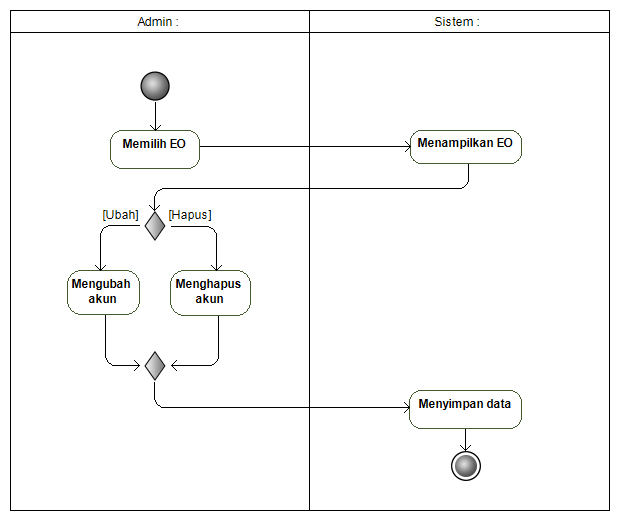 Admin :
Sistem :
Memilih EO
Menampilkan EO
[Ubah]
[Hapus]
Mengubah
akun
Menghapus
akun
Menyimpan data